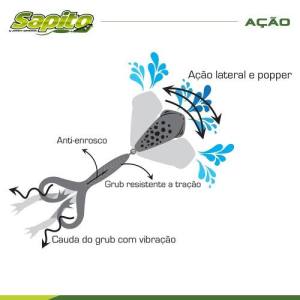 Sapito
AÇÃO
Ação lateral e popper
Anti-enrosco
Grub resistente a tração
Cauda do grub com vibração